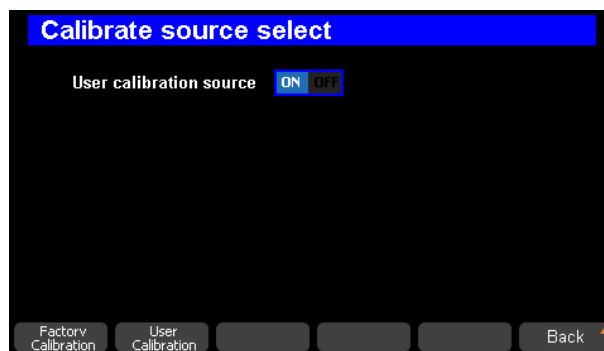 Calibrate source select
User calibration source ON OFF
Factory User
Calibration Calibration Back